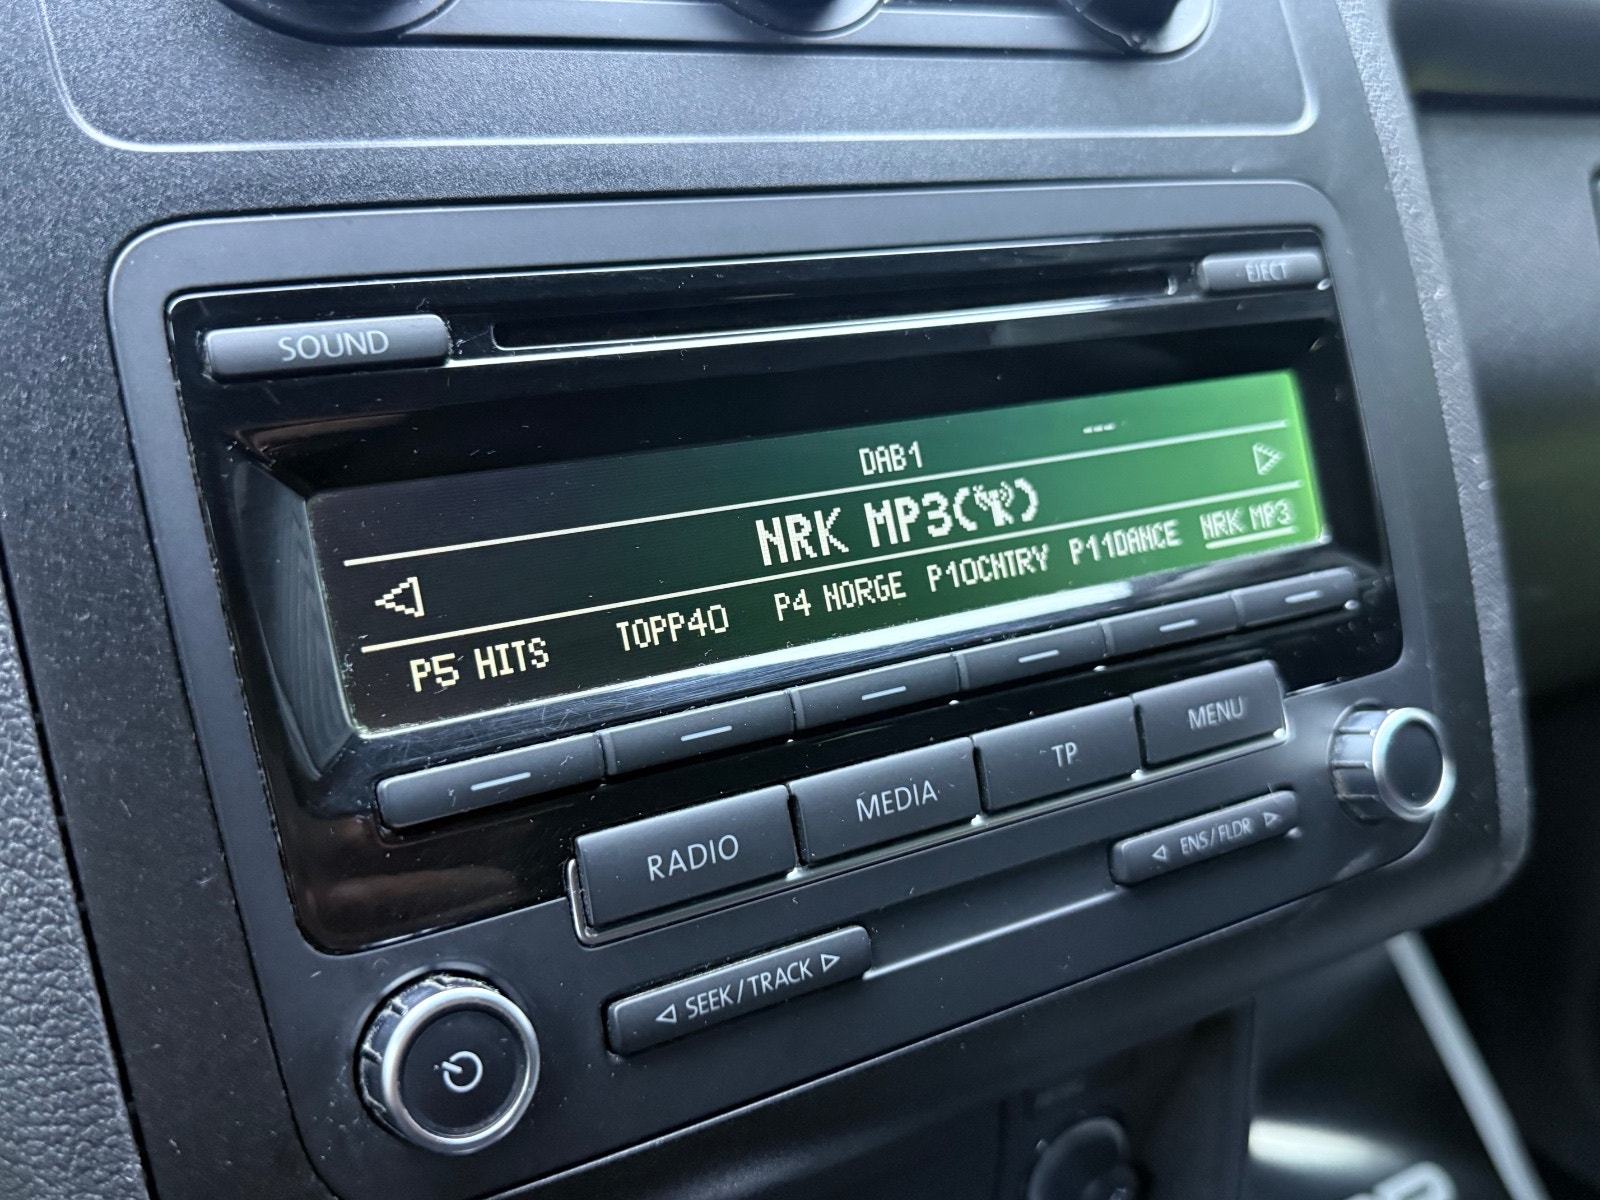 EJECT
SOUND
DAB1 ---
NRK MP3
P5 HITS TOPP40 P4 NORGE P10CNTRY P11DANCE NRK MP3
RADIO MEDIA TP MENU
SEEK/TRACK
ENS/FLDR